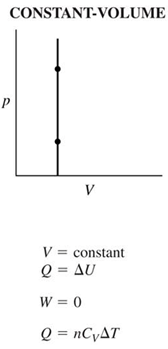 CONSTANT-VOLUME
p
V
V = constant
Q = ΔU
W = 0
Q = nC_VΔT